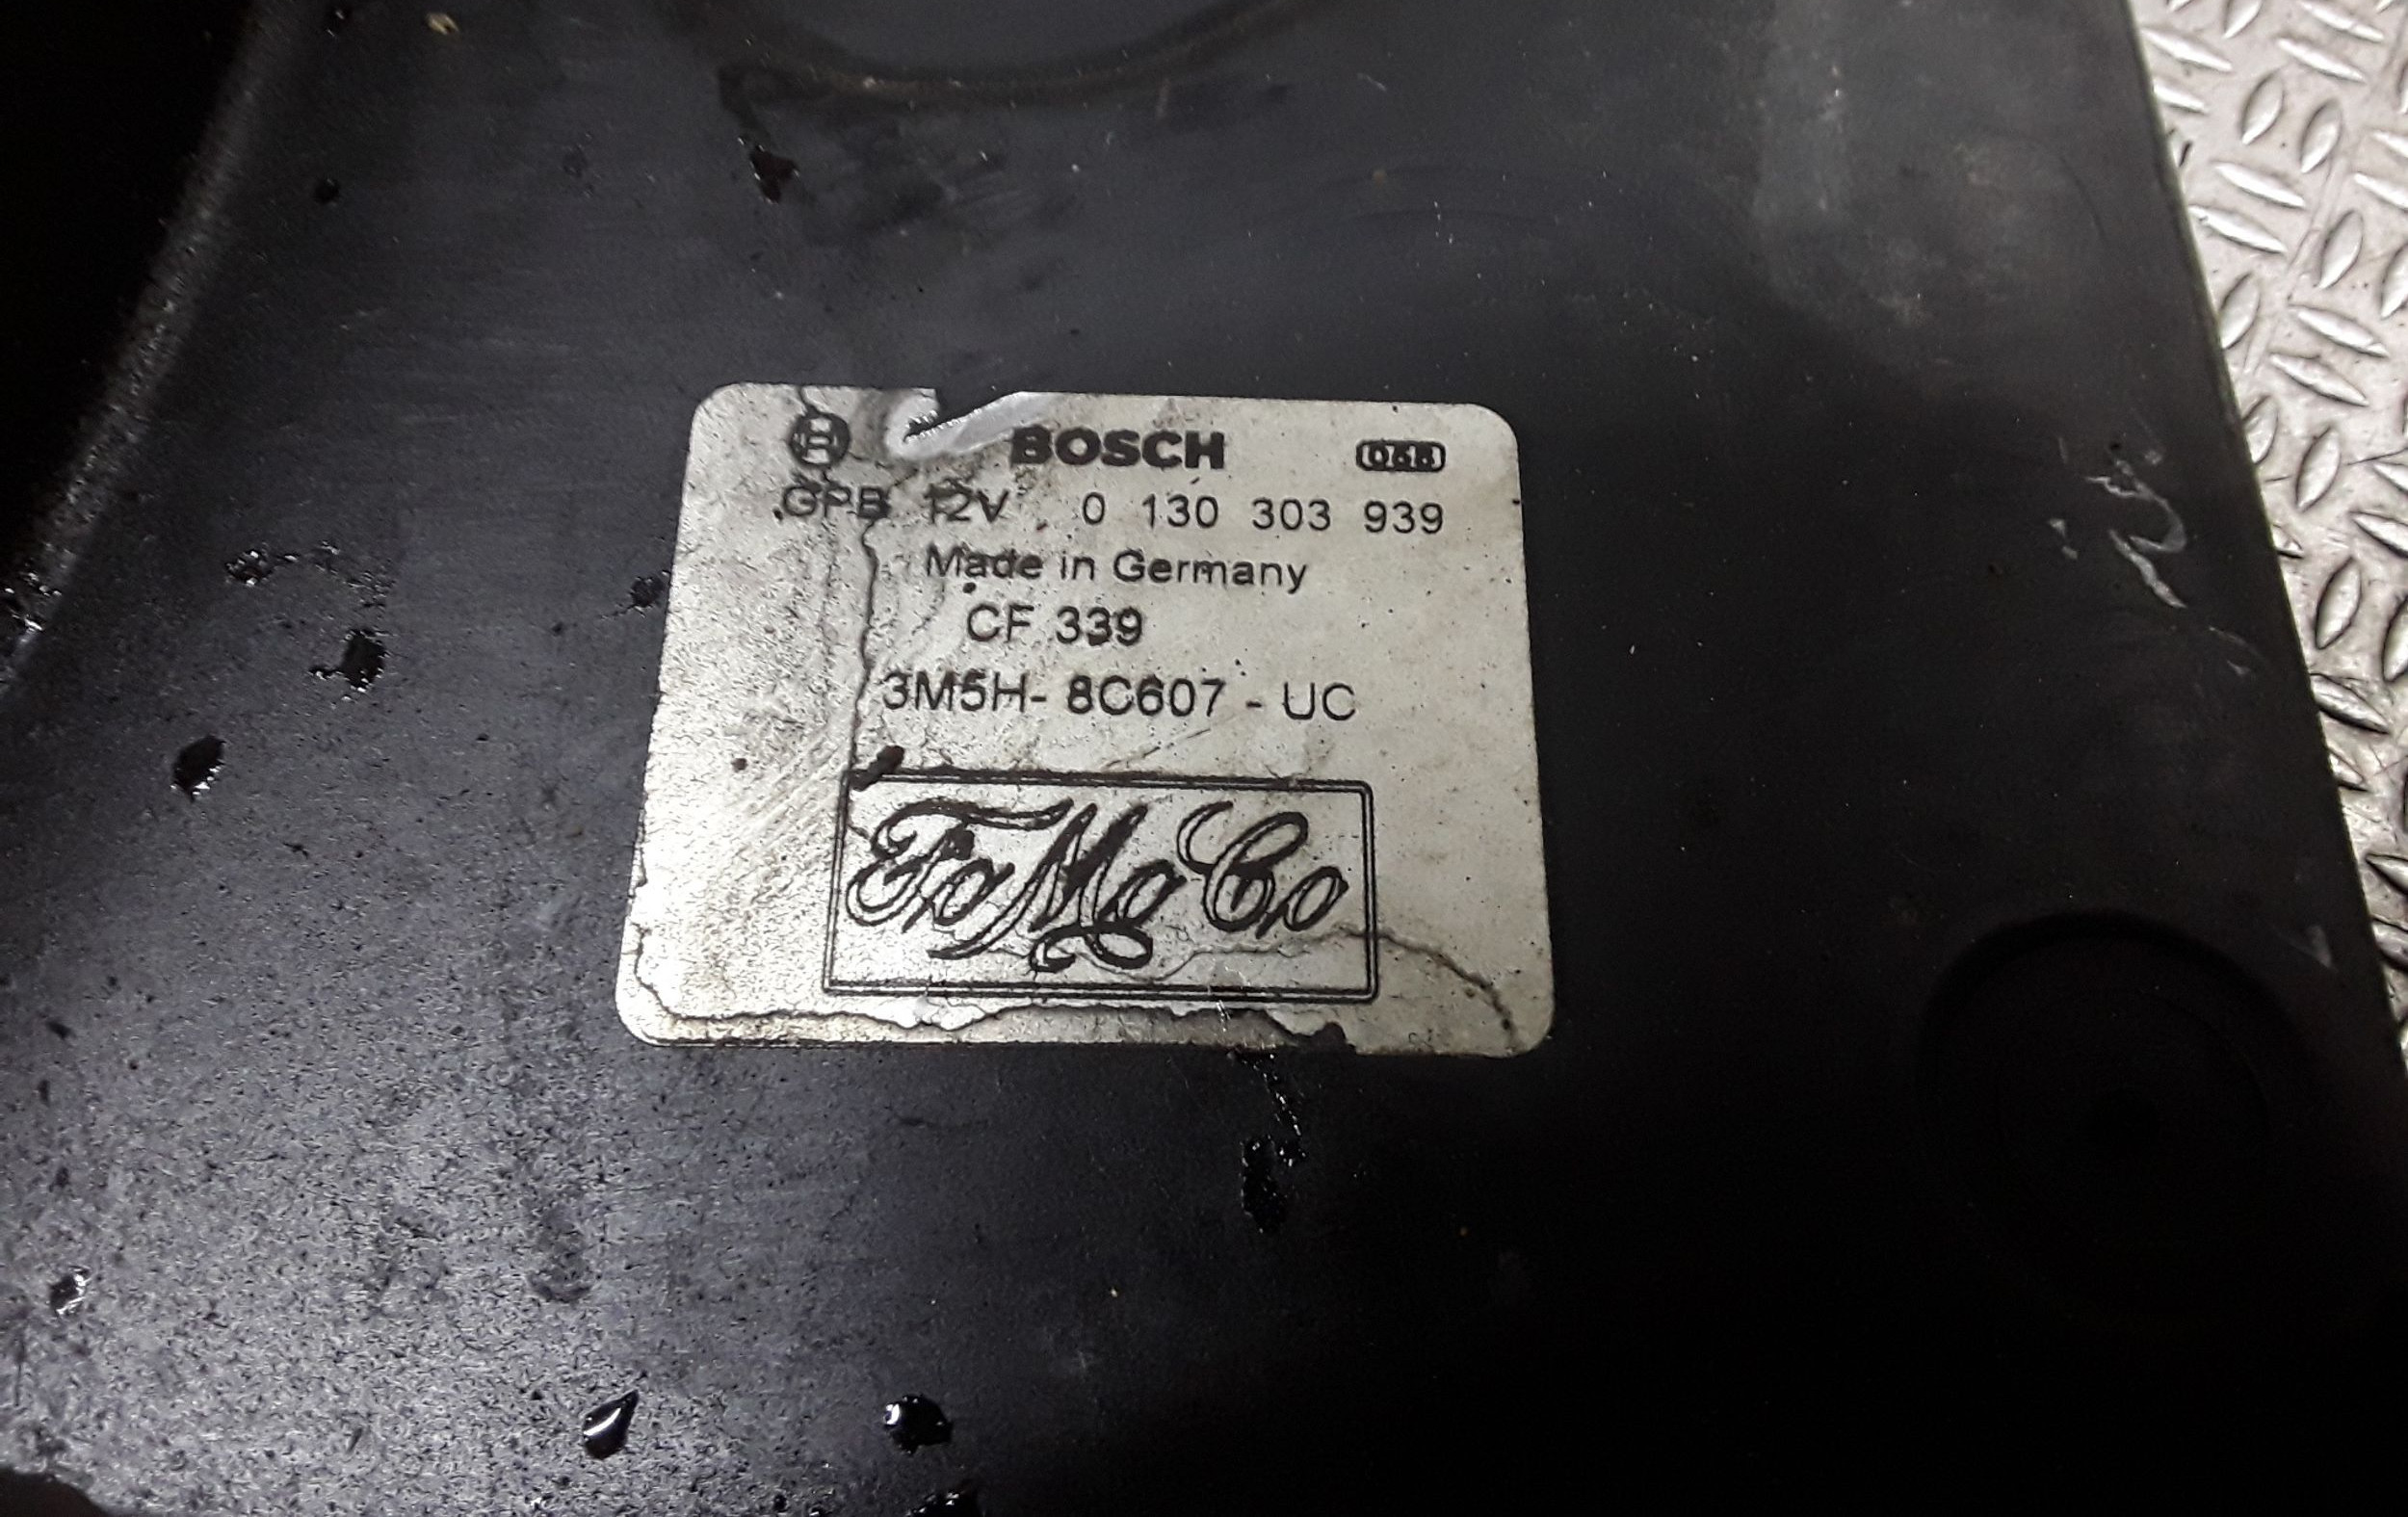 BOSCH
GPB 12V 0 130 303 939
Made in Germany
CF 339
3M5H- 8C607 - UC
FoMoCo